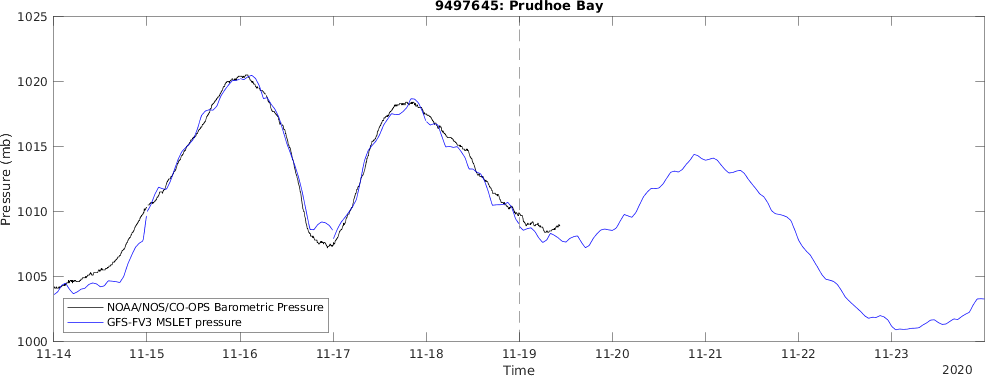 9497645: Prudhoe Bay
Pressure (mb)
1025
1020
1015
1010
1005
1000
NOAA/NOS/CO-OPS Barometric Pressure
GFS-FV3 MSLET pressure
11-14 11-15 11-16 11-17 11-18 11-19 11-20 11-21 11-22 11-23
Time
2020